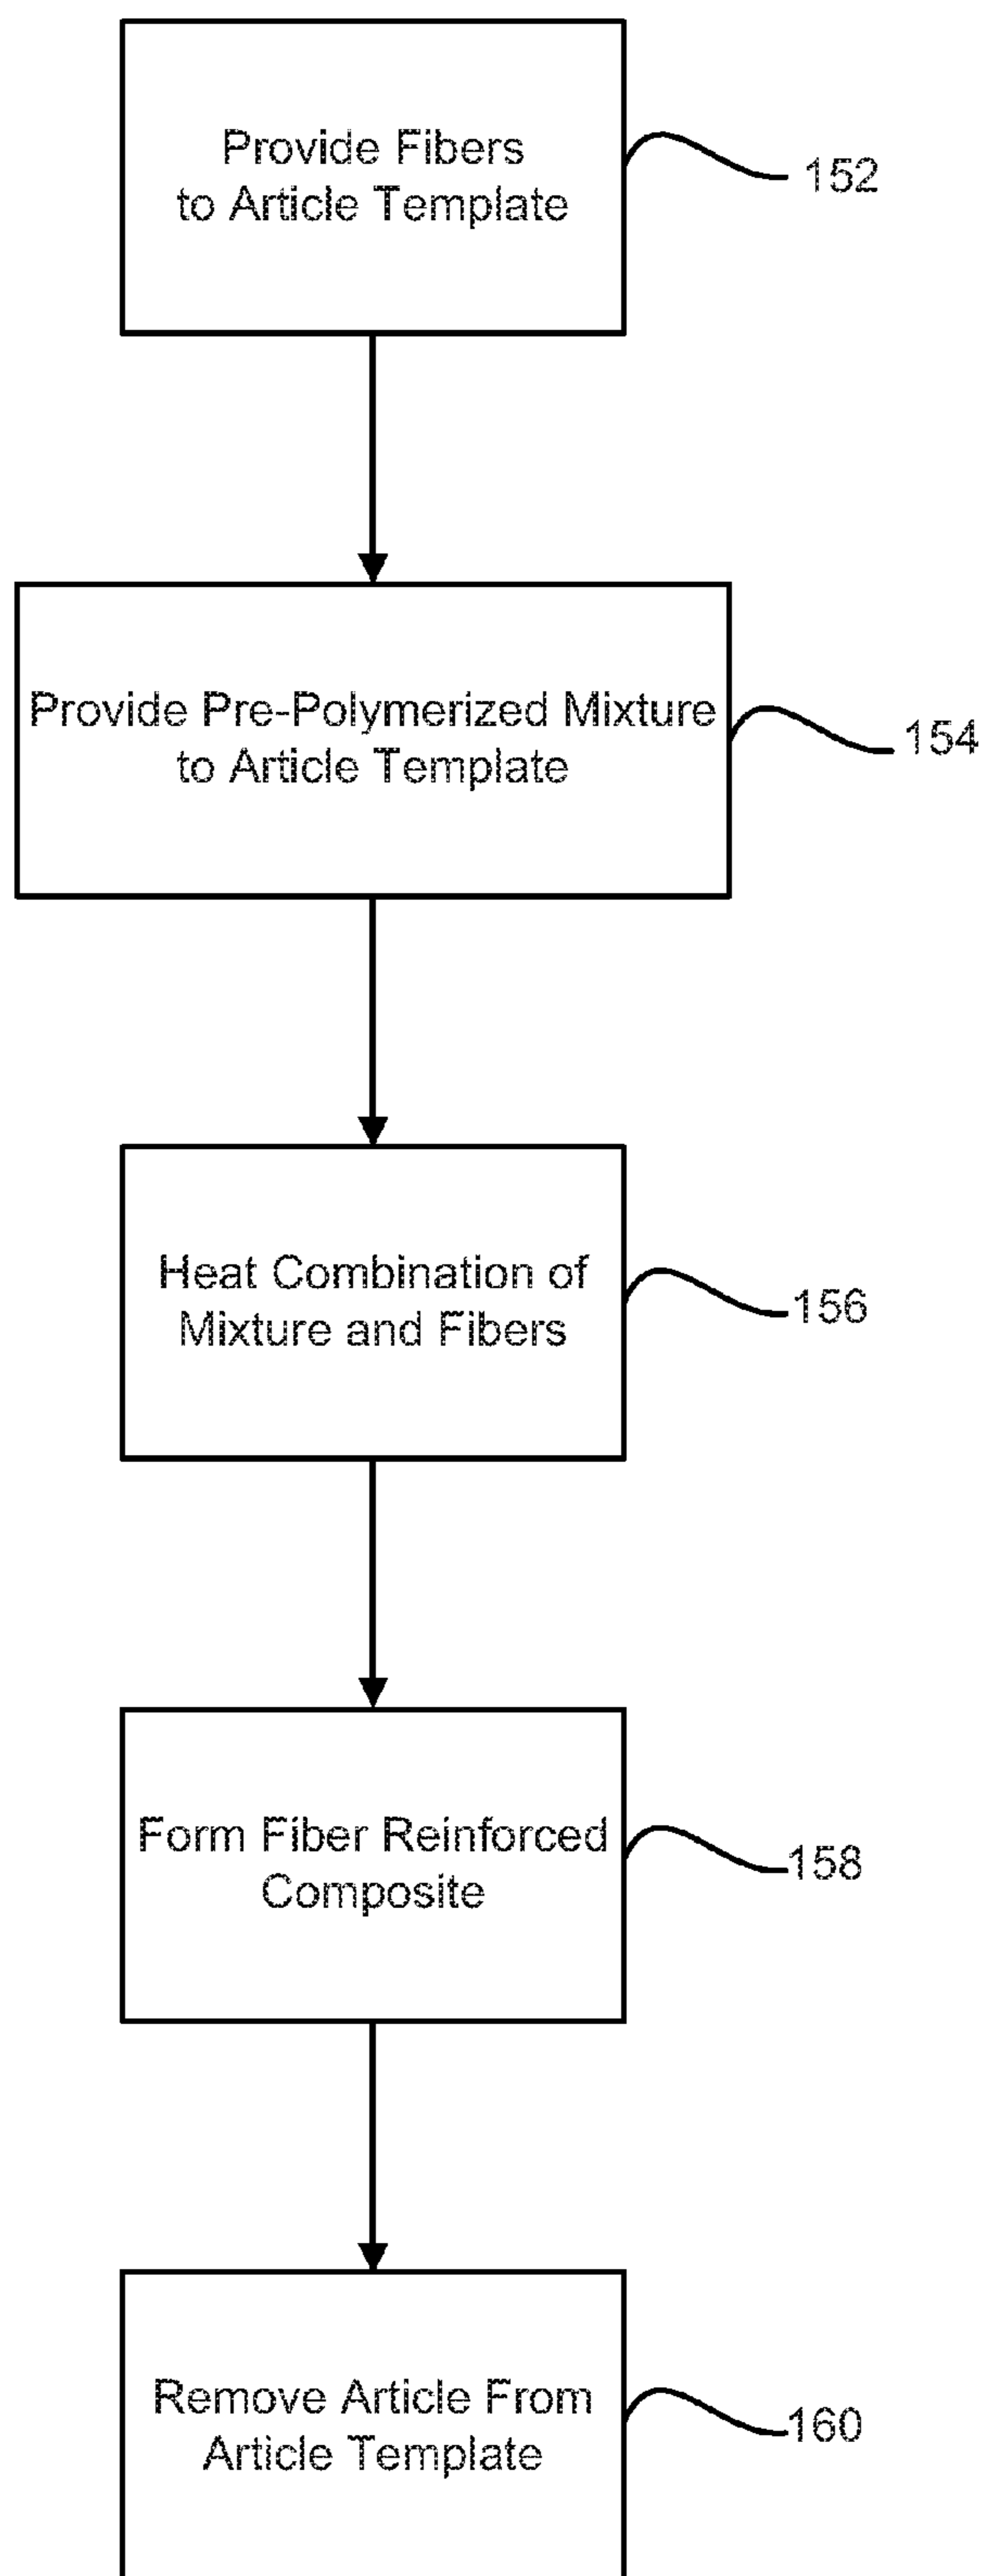 Provide Fibers
to Article Template
152
Provide Pre-Polymerized Mixture
to Article Template
154
Heat Combination of
Mixture and Fibers
156
Form Fiber Reinforced
Composite
158
Remove Article From
Article Template
160